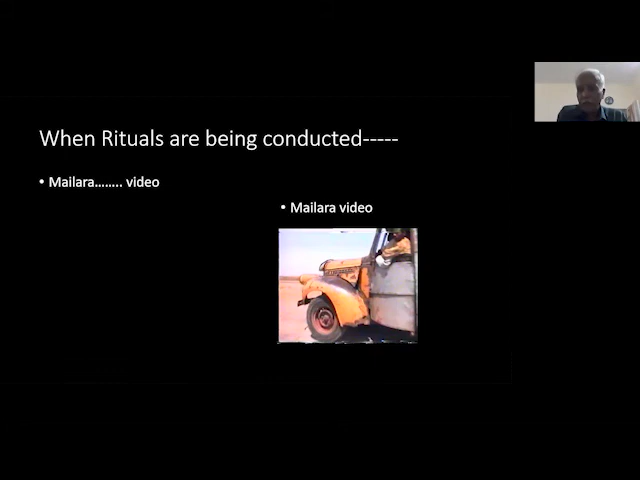 When Rituals are being conducted-----
• Mailara…….. video
• Mailara video